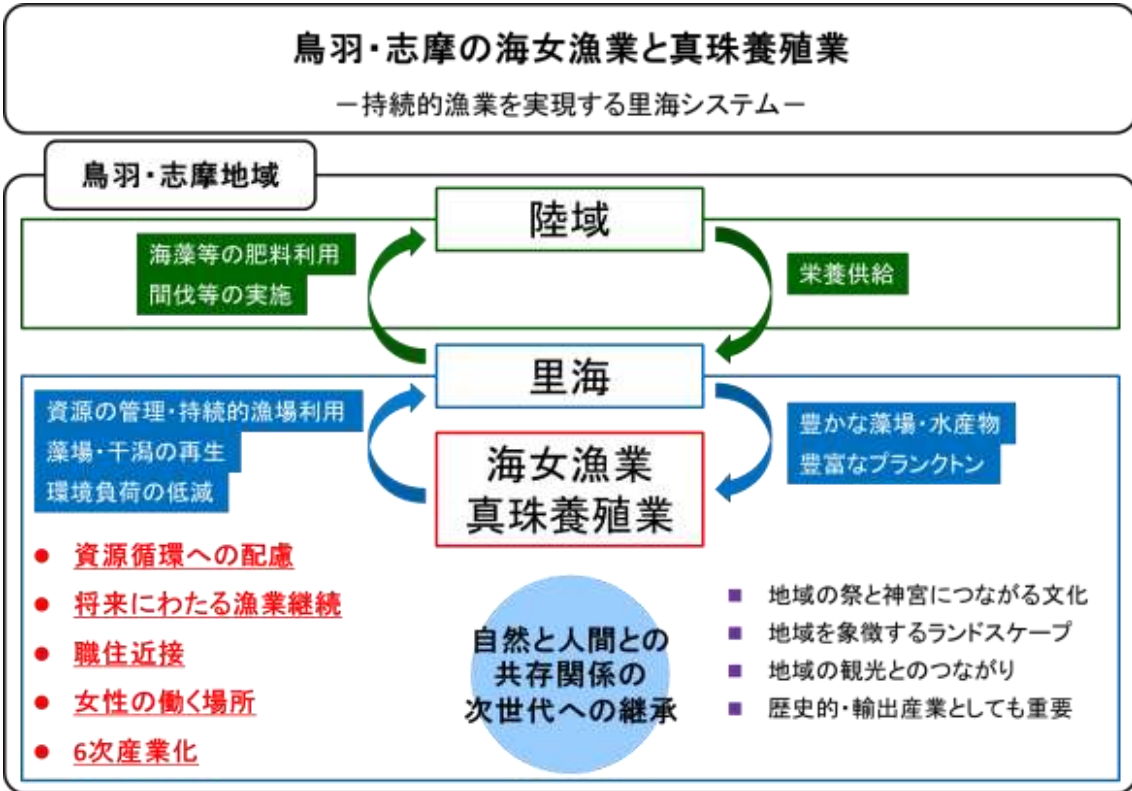 鳥羽・志摩の海女漁業と真珠養殖業
－持続的漁業を実現する里海システム－
鳥羽・志摩地域
陸域
海藻等の肥料利用
間伐等の実施
栄養供給
里海
資源の管理・持続的漁場利用
藻場・干潟の再生
環境負荷の低減
豊かな藻場・水産物
豊富なプランクトン
海女漁業
真珠養殖業
● 資源循環への配慮
● 将来にわたる漁業継続
● 職住近接
● 女性の働く場所
● 6次産業化
自然と人間との
共存関係の
次世代への継承
■ 地域の祭と神宮につながる文化
■ 地域を象徴するランドスケープ
■ 地域の観光とのつながり
■ 歴史的・輸出産業としても重要